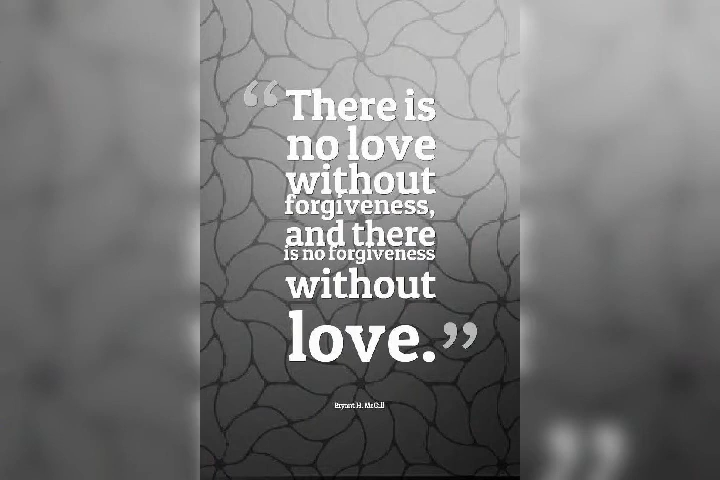 “There is
no love
without
forgiveness,
and there
is no forgiveness
without
love.”
Bryant H. McGill